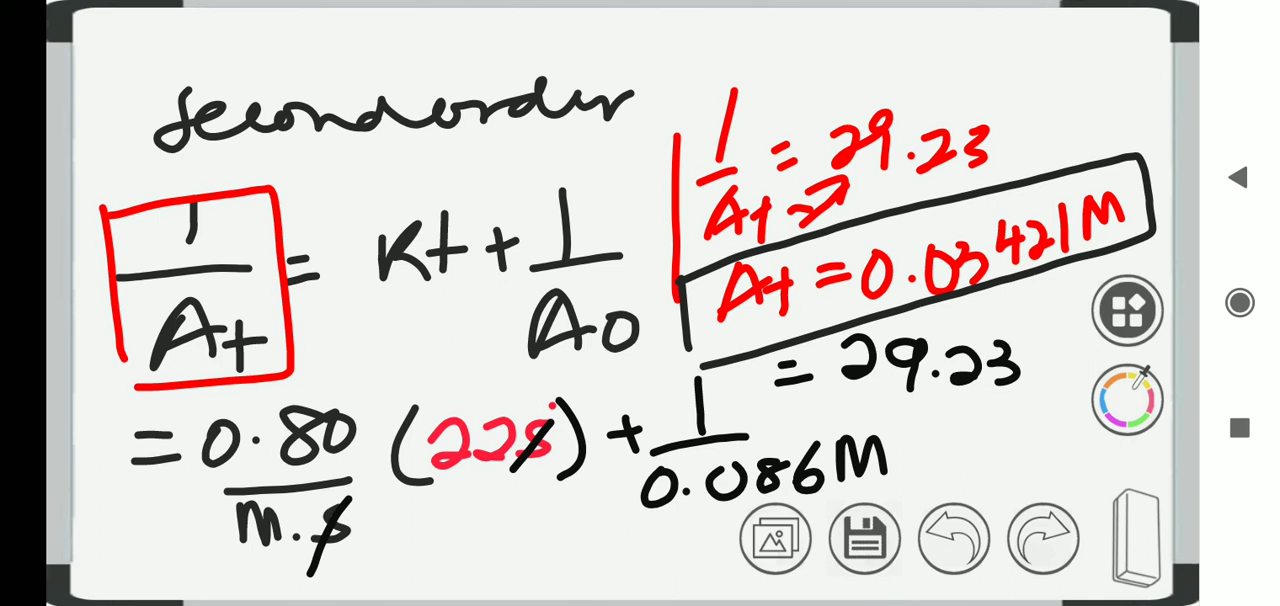 Second order
1/At = Kt + 1/A0
= 0.80/M.s (22s) + 1/0.086M = 29.23
1/At = 29.23
At = 0.03421M